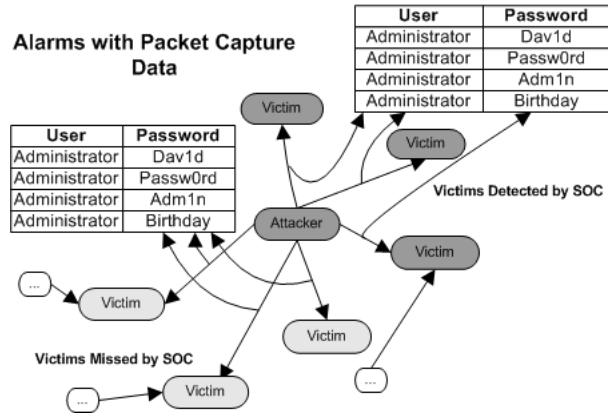 Alarms with Packet Capture
Data
User Password
Administrator Dav1d
Administrator Passw0rd
Administrator Adm1n
Administrator Birthday
Victim
Victim
User Password
Administrator Dav1d
Administrator Passw0rd
Administrator Adm1n
Administrator Birthday
Victims Detected by SOC
Attacker
Victim
...
Victim
Victim
Victims Missed by SOC
...
Victim
...